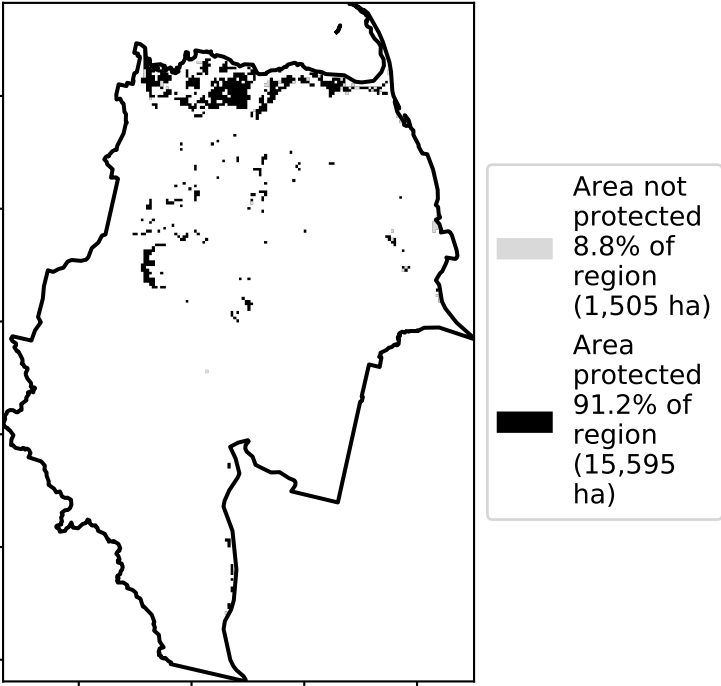 Area not
protected
8.8% of
region
(1,505 ha)
Area
protected
91.2% of
region
(15,595
ha)